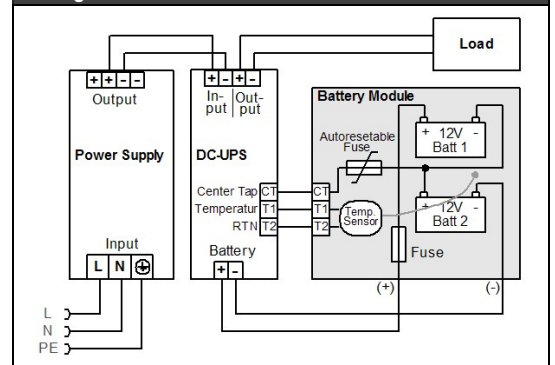 Load
+ + - -
Output
Power Supply
Input
L N
+ - + -
In-
put
Out-
put
DC-UPS
Center Tap CT
Temperatur T1
RTN T2
Battery
+ -
Battery Module
Autoresetable
Fuse
CT
T1
T2
Temp.
Sensor
+ 12V -
Batt 1
+ 12V -
Batt 2
Fuse
(+)
(-)
L
N
PE